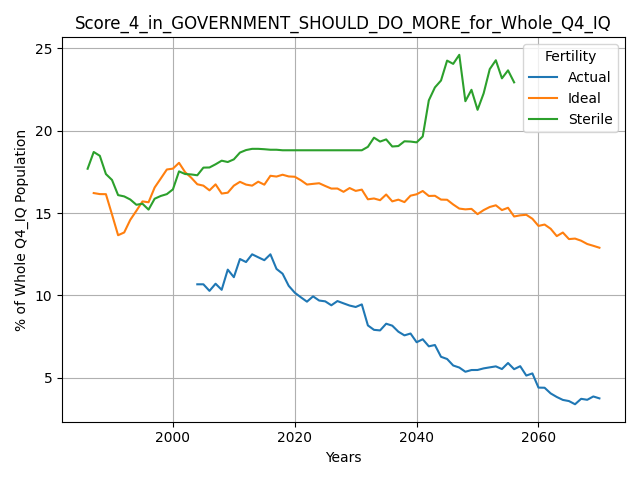 Score_4_in_GOVERNMENT_SHOULD_DO_MORE_for_Whole_Q4_IQ
Fertility
Actual
Ideal
Sterile
% of Whole Q4_IQ Population
25
20
15
10
5
2000 2020 2040 2060
Years